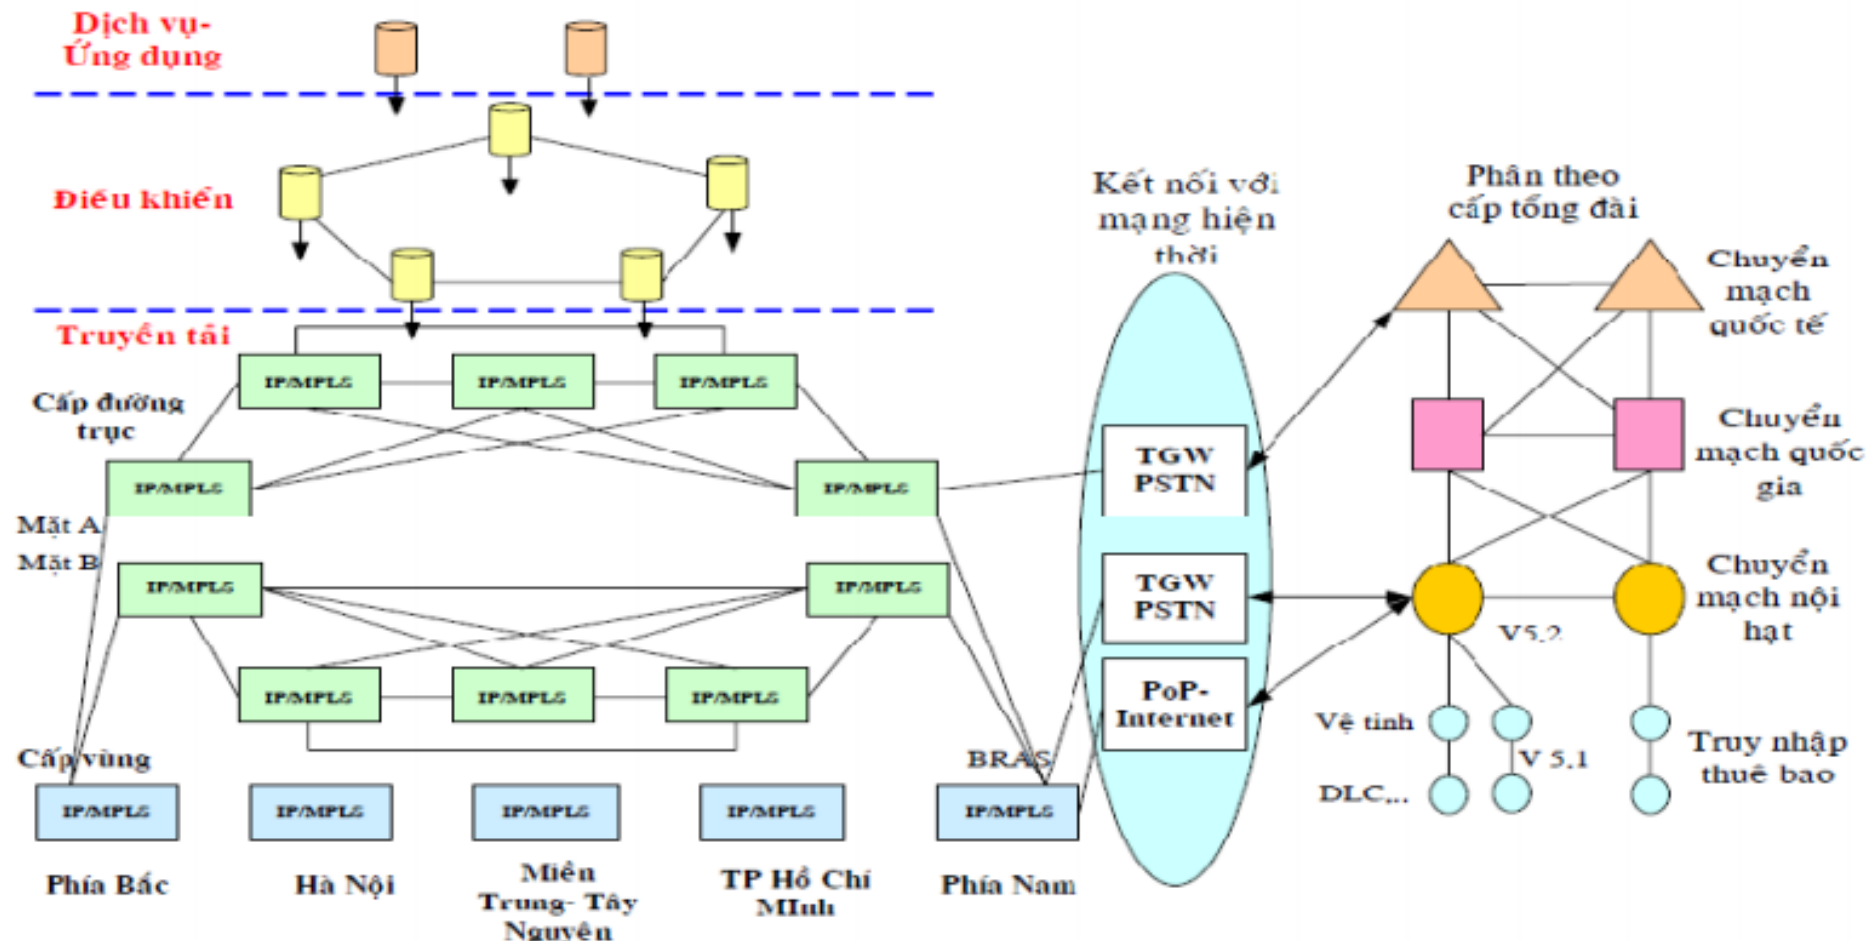 Dịch vụ-
Ứng dụng
Điều khiển
Truyền tải
IP/MPLS
IP/MPLS
IP/MPLS
Cấp đường
trục
IP/MPLS
IP/MPLS
Mặt A
Mặt B
IP/MPLS
IP/MPLS
IP/MPLS
IP/MPLS
IP/MPLS
Cấp vùng
BRAS
IP/MPLS
IP/MPLS
IP/MPLS
IP/MPLS
IP/MPLS
Phía Bắc
Hà Nội
Miền
Trung- Tây
Nguyên
TP Hồ Chí
MInh
Phía Nam
Kết nối với
mạng hiện
thời
TGW
PSTN
TGW
PSTN
PoP-
Internet
Phân theo
cấp tổng đài
Chuyển
mạch
quốc tế
Chuyển
mạch quốc
gia
Chuyển
mạch nội
hạt
V5.2
Vệ tinh
V 5.1
DLC...
Truy nhập
thuê bao